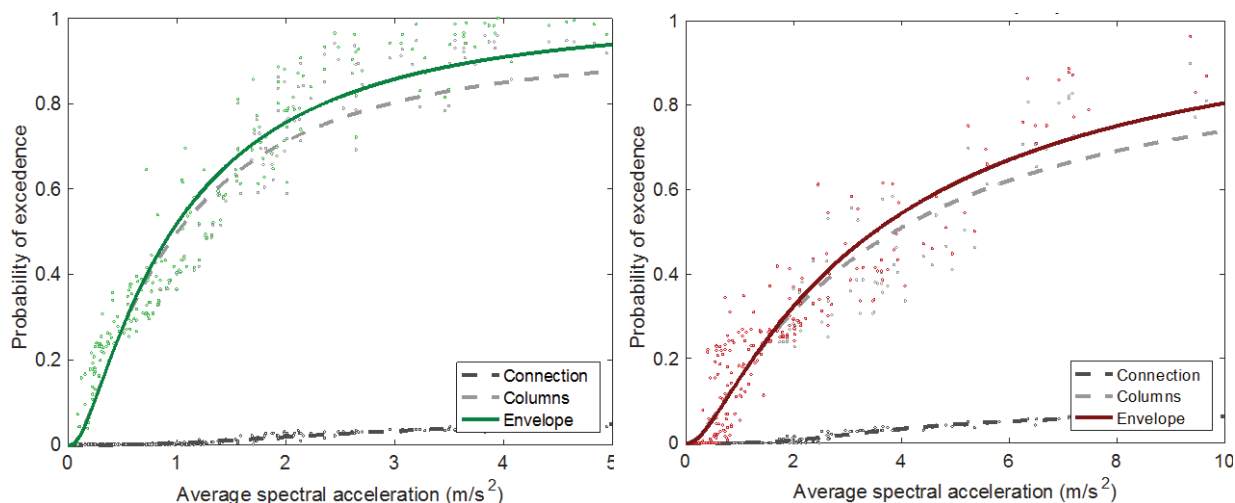 1
0.8
0.6
0.4
0.2
0
Probability of excedence
0 1 2 3 4 5
Average spectral acceleration (m/s²)
Connection
Columns
Envelope
1
0.8
0.6
0.4
0.2
0
Probability of excedence
0 2 4 6 8 10
Average spectral acceleration (m/s²)
Connection
Columns
Envelope